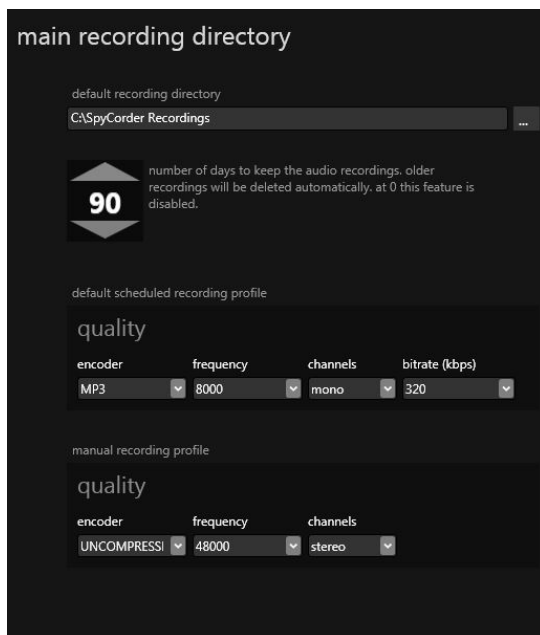 main recording directory
default recording directory
C:\SpyCorder Recordings
...
90
number of days to keep the audio recordings. older
recordings will be deleted automatically. at 0 this feature is
disabled.
default scheduled recording profile
quality
encoder frequency channels bitrate (kbps)
MP3 8000 mono 320
manual recording profile
quality
encoder frequency channels
UNCOMPRESSI 48000 stereo